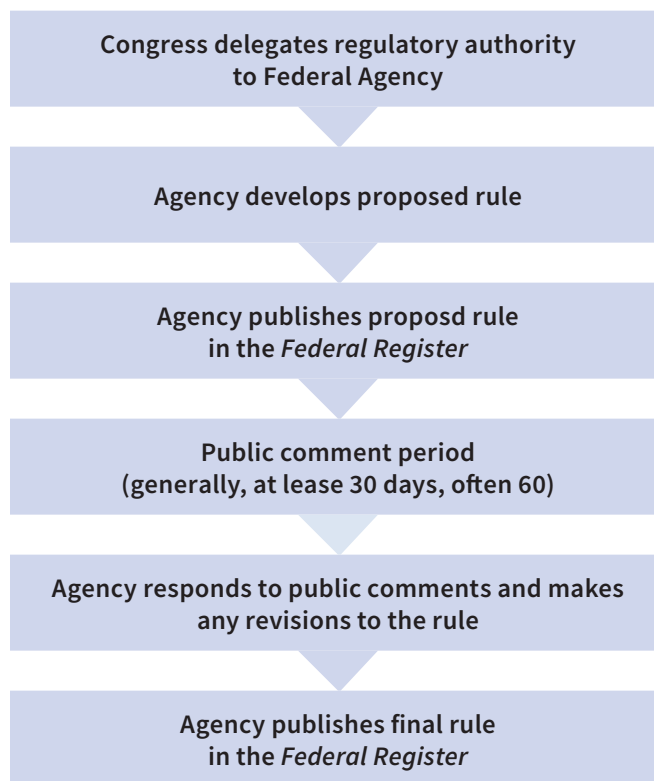 Congress delegates regulatory authority
to Federal Agency
Agency develops proposed rule
Agency publishes proposd rule
in the Federal Register
Public comment period
(generally, at lease 30 days, often 60)
Agency responds to public comments and makes
any revisions to the rule
Agency publishes final rule
in the Federal Register